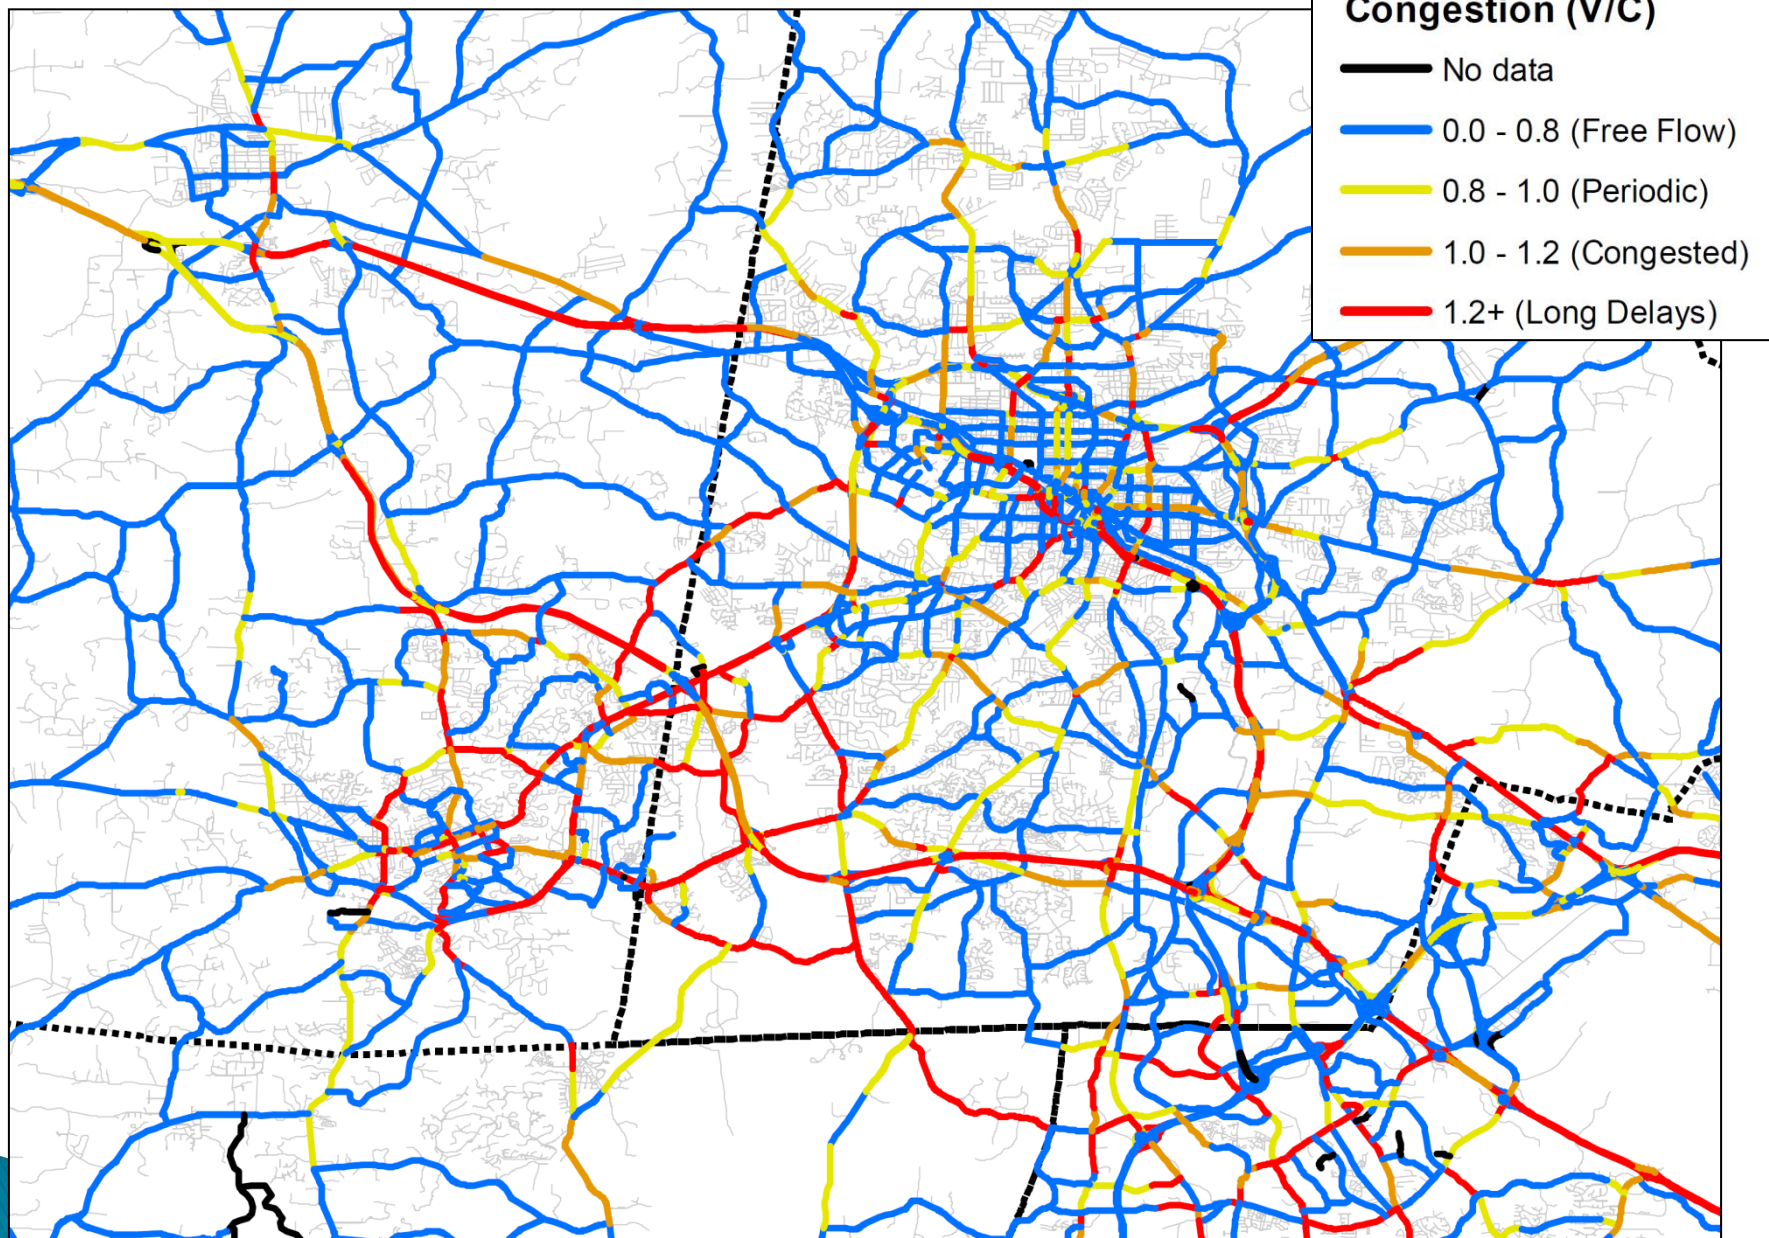 Congestion (V/C)
No data
0.0 - 0.8 (Free Flow)
0.8 - 1.0 (Periodic)
1.0 - 1.2 (Congested)
1.2+ (Long Delays)